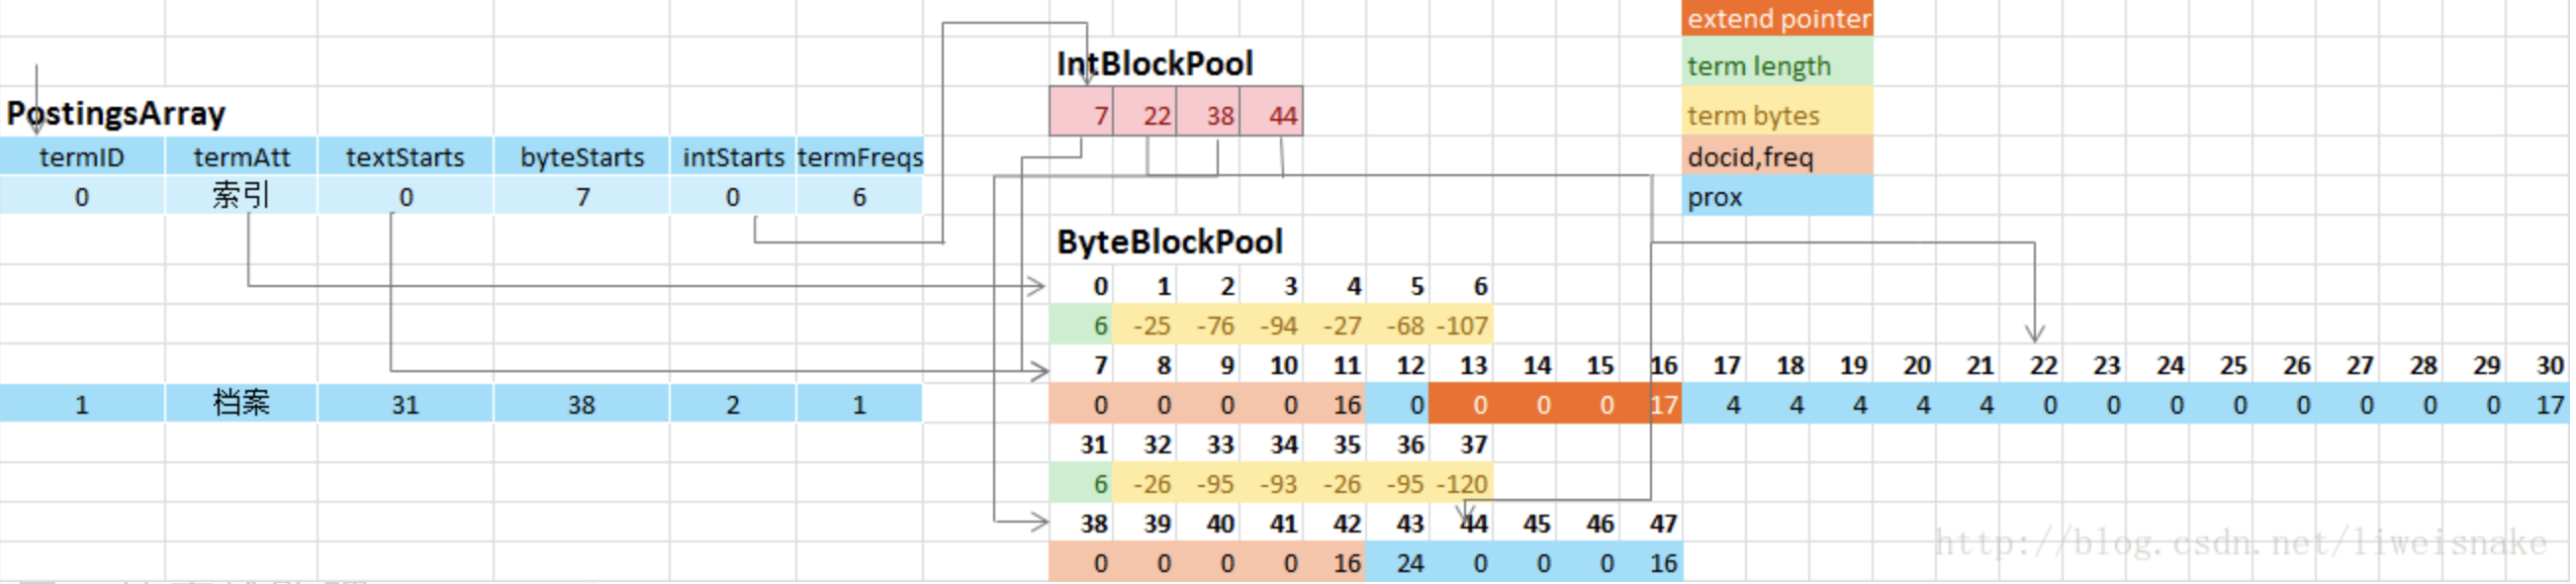 extend pointer
IntBlockPool
term length
PostingsArray
7 22 38 44
term bytes
termID termAtt textStarts byteStarts intStarts termFreqs
docid,freq
0 索引 0 7 0 6
prox
ByteBlockPool
0 1 2 3 4 5 6
6 -25 -76 -94 -27 -68 -107
7 8 9 10 11 12 13 14 15 16 17 18 19 20 21 22 23 24 25 26 27 28 29 30
1 档案 31 38 2 1
0 0 0 0 16 0 0 0 0 17 4 4 4 4 4 0 0 0 0 0 0 0 0 17
31 32 33 34 35 36 37
6 -26 -95 -93 -26 -95 -120
38 39 40 41 42 43 44 45 46 47
0 0 0 0 16 24 0 0 0 16
http://blog.csdn.net/liweisnake